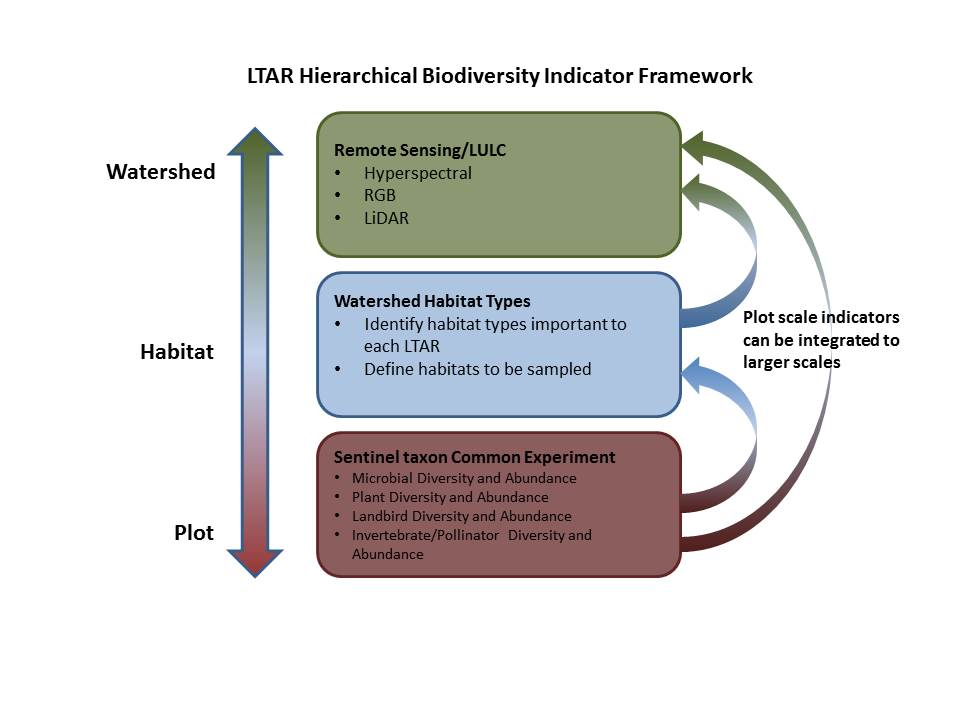 LTAR Hierarchical Biodiversity Indicator Framework
Watershed
Remote Sensing/LULC
• Hyperspectral
• RGB
• LiDAR
Habitat
Watershed Habitat Types
• Identify habitat types important to
each LTAR
• Define habitats to be sampled
Plot scale indicators
can be integrated to
larger scales
Plot
Sentinel taxon Common Experiment
• Microbial Diversity and Abundance
• Plant Diversity and Abundance
• Landbird Diversity and Abundance
• Invertebrate/Pollinator Diversity and
Abundance